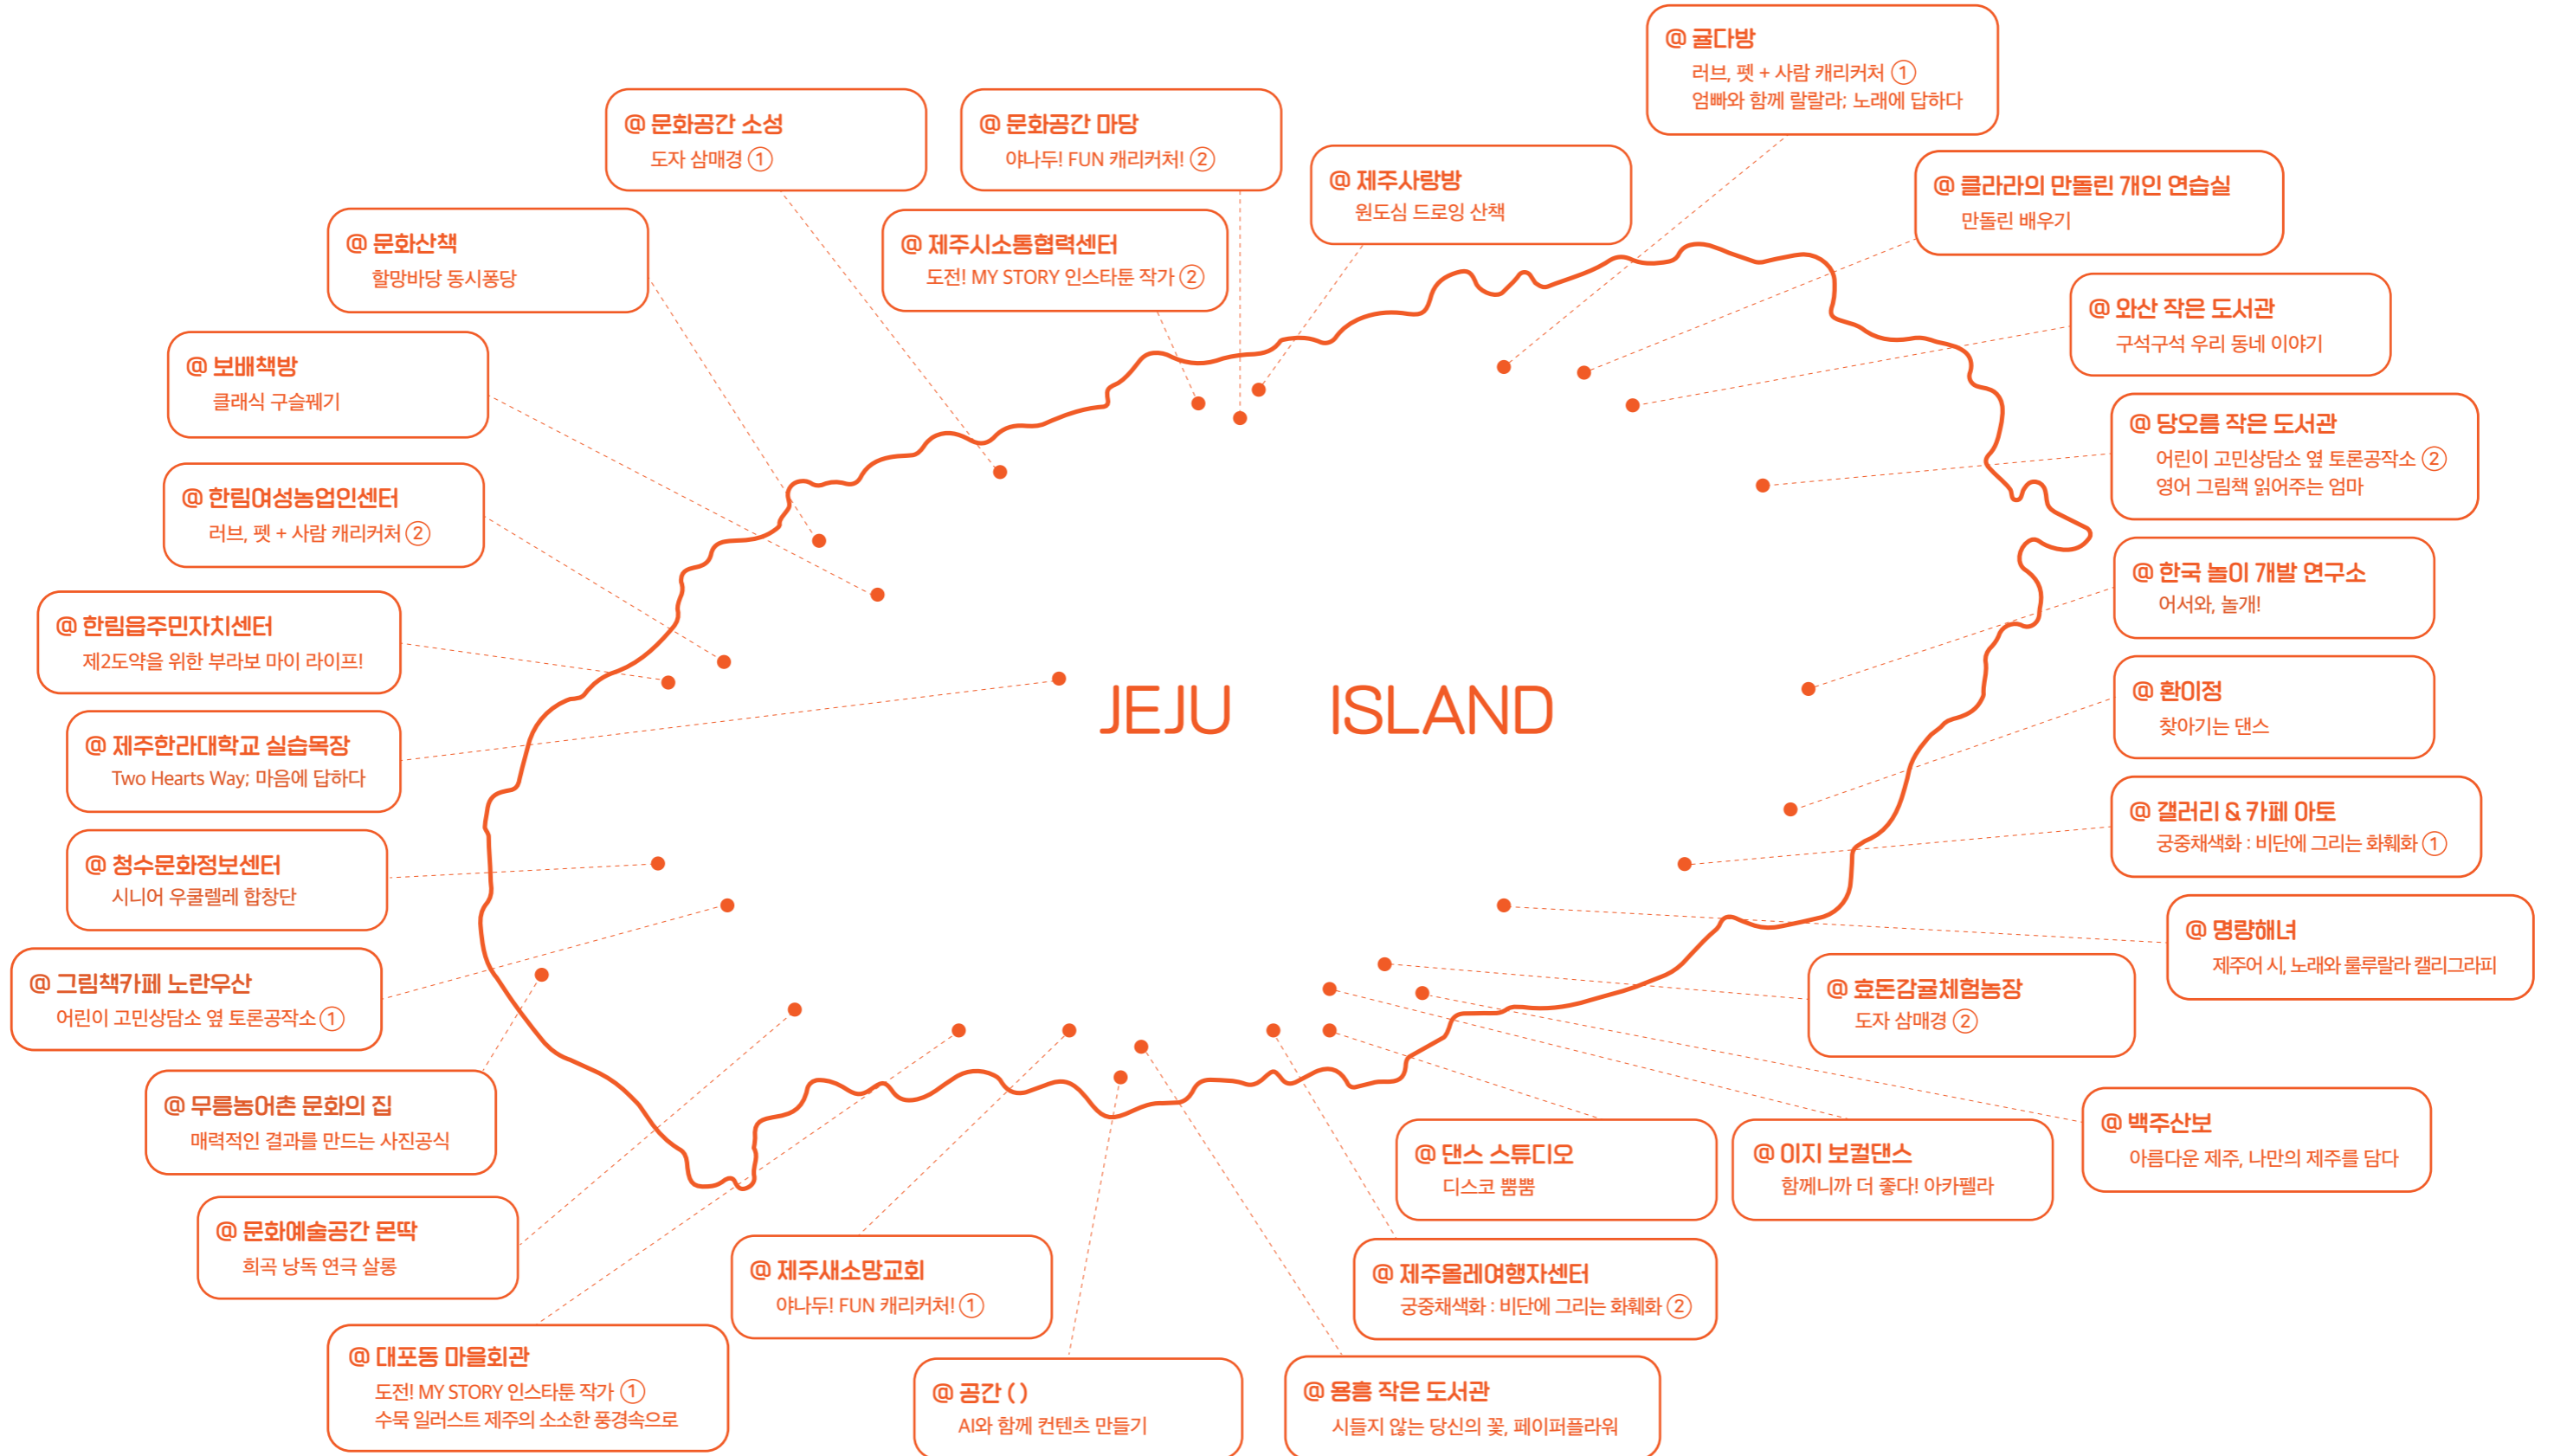 @ 귤다방
러브, 펫 + 사람 캐리커처 ①
엄빠와 함께 랄랄라; 노래에 답하다
@ 문화공간 소성
도자 삼매경 ①
@ 문화공간 마당
야나두! FUN 캐리커처! ②
@ 제주사랑방
원도심 드로잉 산책
@ 클라라의 만돌린 개인 연습실
만돌린 배우기
@ 문화산책
할망바당 동시퐁당
@ 제주시소통협력센터
도전! MY STORY 인스타툰 작가 ②
@ 와산 작은 도서관
구석구석 우리 동네 이야기
@ 보배책방
클래식 구슬꿰기
@ 당오름 작은 도서관
어린이 고민상담소 옆 토론공작소 ②
영어 그림책 읽어주는 엄마
@ 한림여성농업인센터
러브, 펫 + 사람 캐리커처 ②
@ 한국 놀이 개발 연구소
어서와, 놀개!
@ 한림읍주민자치센터
제2도약을 위한 부라보 마이 라이프!
@ 환이정
찾아기는 댄스
JEJU ISLAND
@ 제주한라대학교 실습목장
Two Hearts Way; 마음에 답하다
@ 갤러리 & 카페 아토
궁중채색화 : 비단에 그리는 화훼화 ①
@ 청수문화정보센터
시니어 우쿨렐레 합창단
@ 명량해녀
제주어 시, 노래와 룰루랄라 캘리그라피
@ 그림책카페 노란우산
어린이 고민상담소 옆 토론공작소 ①
@ 효돈감귤체험농장
도자 삼매경 ②
@ 무릉농어촌 문화의 집
매력적인 결과를 만드는 사진공식
@ 백주산보
아름다운 제주, 나만의 제주를 담다
@ 댄스 스튜디오
디스코 뿜뿜
@ 이지 보컬댄스
함께니까 더 좋다! 아카펠라
@ 문화예술공간 몬딱
희곡 낭독 연극 살롱
@ 제주새소망교회
야나두! FUN 캐리커처! ①
@ 제주올레여행자센터
궁중채색화 : 비단에 그리는 화훼화 ②
@ 대포동 마을회관
도전! MY STORY 인스타툰 작가 ①
수묵 일러스트 제주의 소소한 풍경속으로
@ 공간 ( )
AI와 함께 컨텐츠 만들기
@ 용흥 작은 도서관
시들지 않는 당신의 꽃, 페이퍼플라워